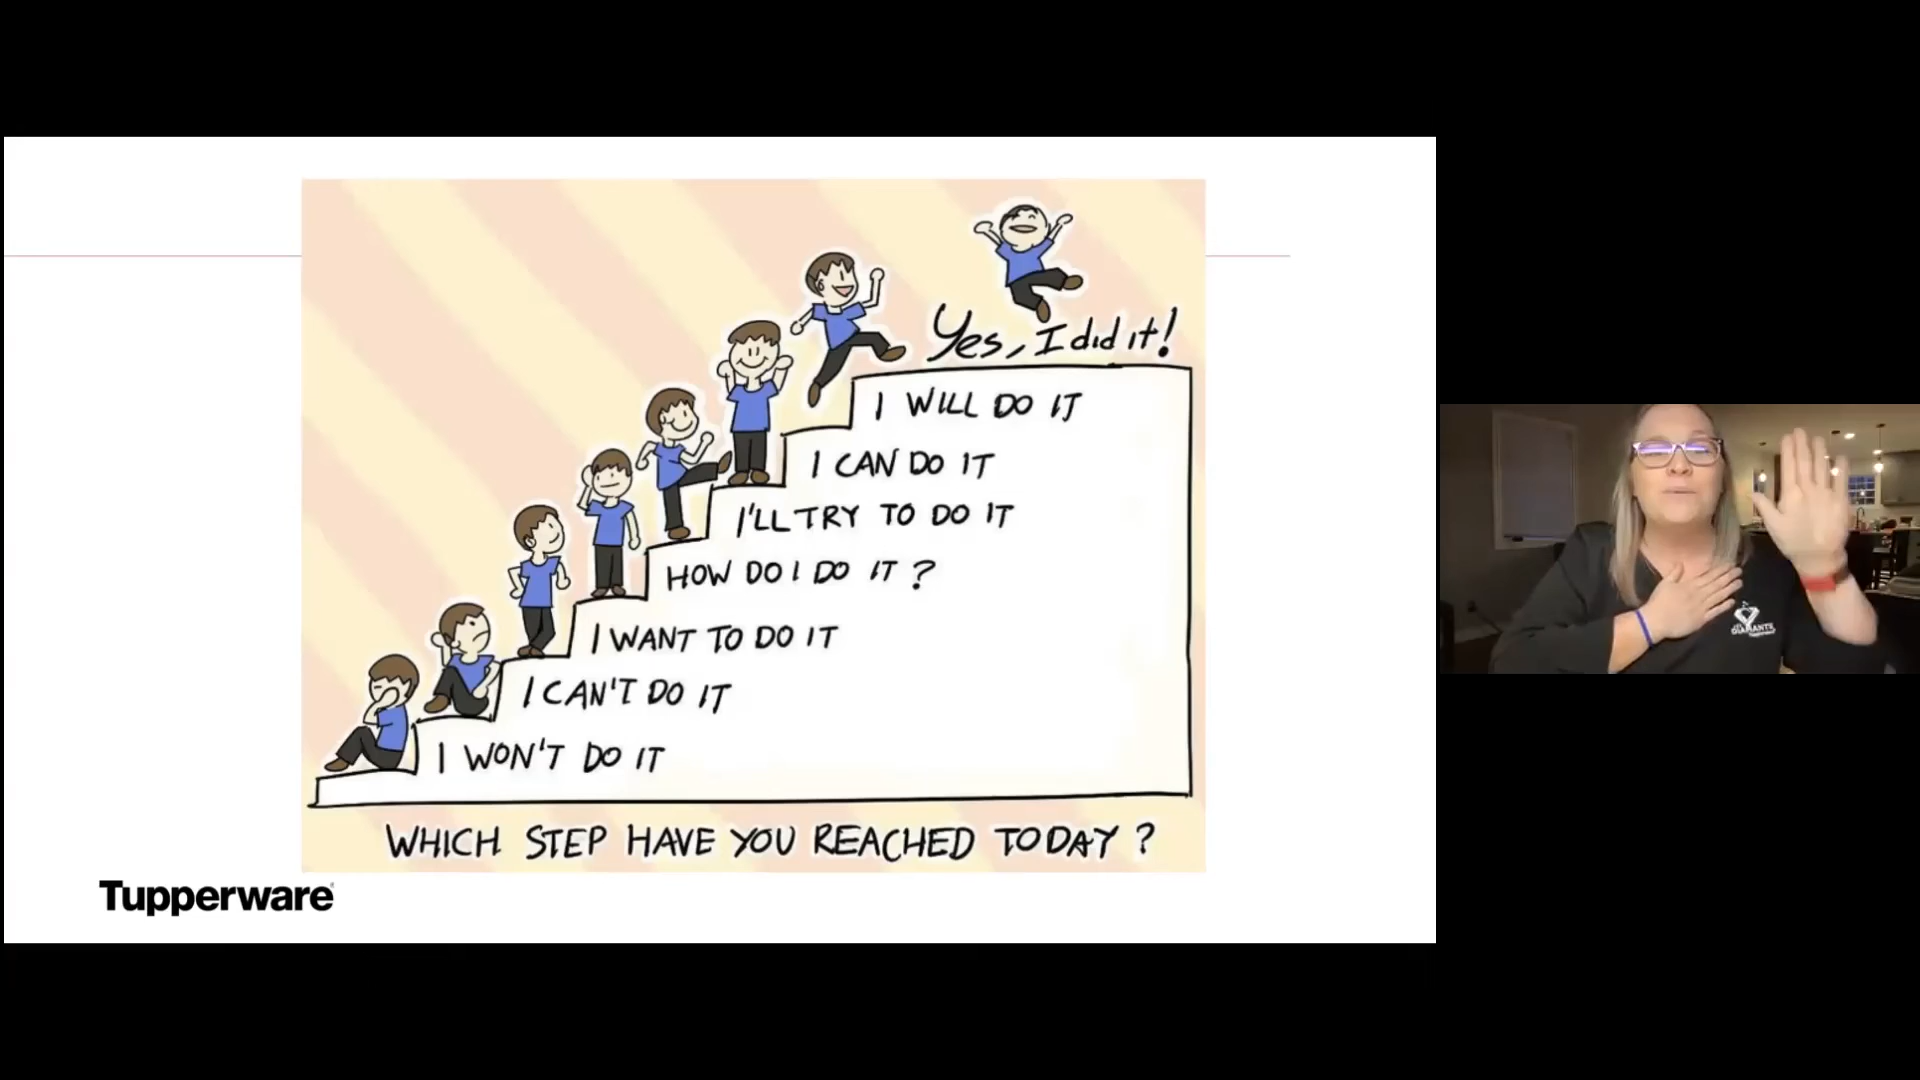 Yes, I did it!
I WILL DO IT
I CAN DO IT
I'LL TRY TO DO IT
HOW DO I DO IT?
I WANT TO DO IT
I CAN'T DO IT
I WON'T DO IT
WHICH STEP HAVE YOU REACHED TODAY?
Tupperware